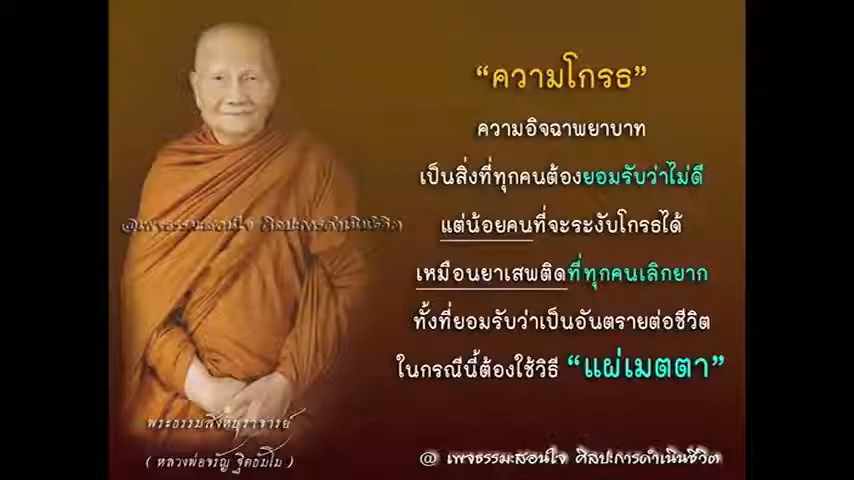 “ความโกรธ”
ความอิจฉาพยาบาท
เป็นสิ่งที่ทุกคนต้องยอมรับว่าไม่ดี
แต่น้อยคนที่จะระงับโกรธได้
เหมือนยาเสพติดที่ทุกคนเลิกยาก
ทั้งที่ยอมรับว่าเป็นอันตรายต่อชีวิต
ในกรณีนี้ต้องใช้วิธี “แผ่เมตตา”
@เพจธรรมะสอนใจ ศิลปะการดำเนินชีวิต
พระธรรมสิงหบุราจารย์
( หลวงพ่อจรัญ ฐิตธมฺโม )
@ เพจธรรมะสอนใจ ศิลปะการดำเนินชีวิต